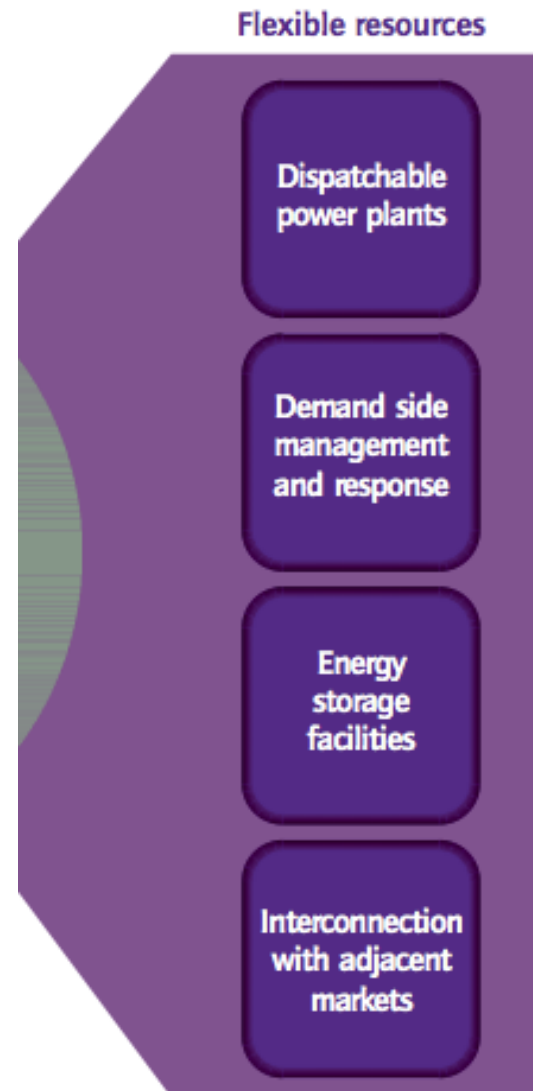 Flexible resources
Dispatchable
power plants
Demand side
management
and response
Energy
storage
facilities
Interconnection
with adjacent
markets